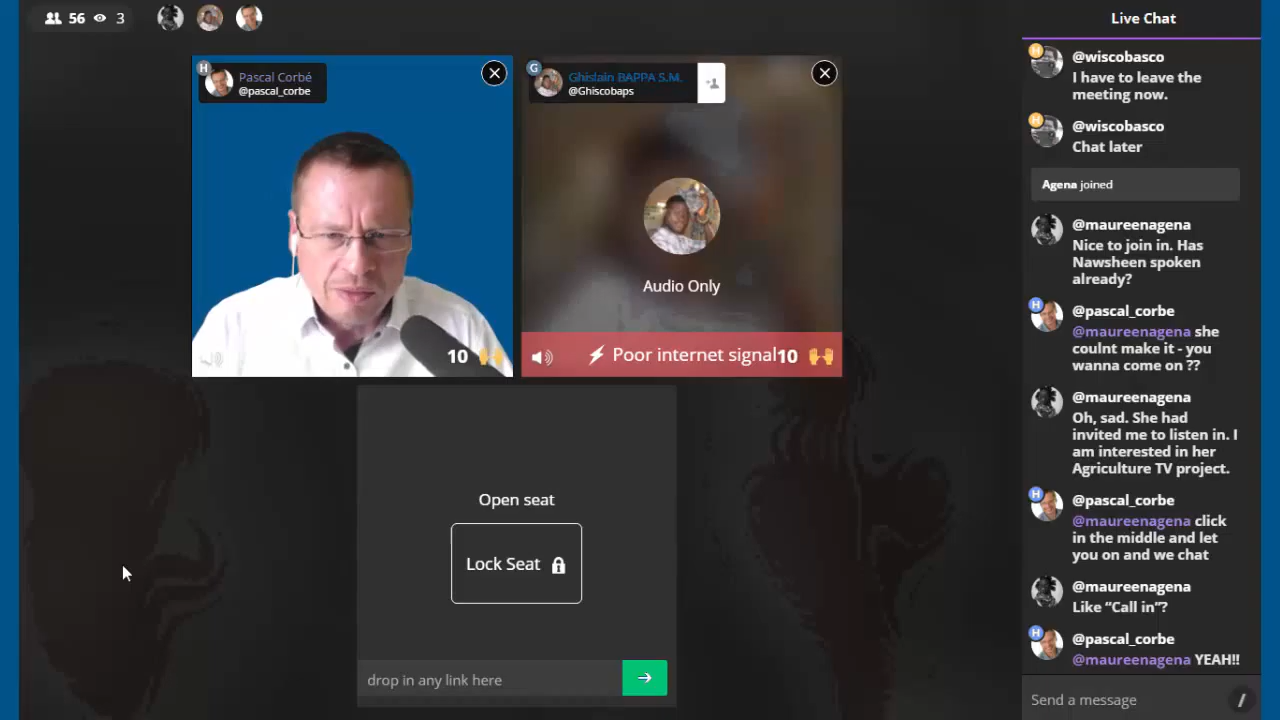 56 3
H Pascal Corbé
@pascal_corbe
G Ghislain BAPPA S.M.
@Ghiscobaps
Audio Only
10
Poor internet signal 10
Open seat
Lock Seat
drop in any link here
Live Chat
H @wiscobasco
I have to leave the
meeting now.
H @wiscobasco
Chat later
Agena joined
@maureenagena
Nice to join in. Has
Nawsheen spoken
already?
H @pascal_corbe
@maureenagena she
coulnt make it - you
wanna come on ??
@maureenagena
Oh, sad. She had
invited me to listen in. I
am interested in her
Agriculture TV project.
H @pascal_corbe
@maureenagena click
in the middle and let
you on and we chat
@maureenagena
Like “Call in”?
H @pascal_corbe
@maureenagena YEAH!!
Send a message /